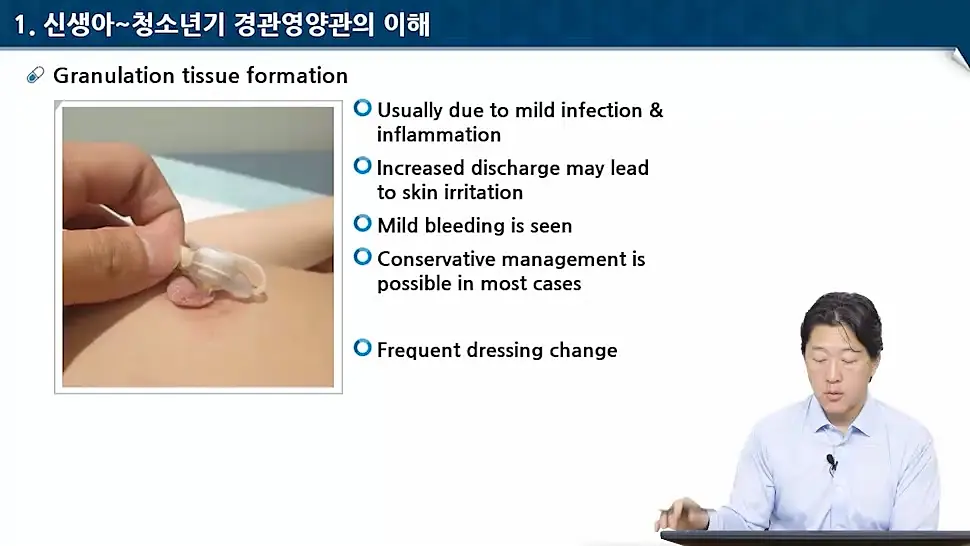 1. 신생아~청소년기 경관영양관의 이해
Granulation tissue formation
Usually due to mild infection &
inflammation
Increased discharge may lead
to skin irritation
Mild bleeding is seen
Conservative management is
possible in most cases
Frequent dressing change